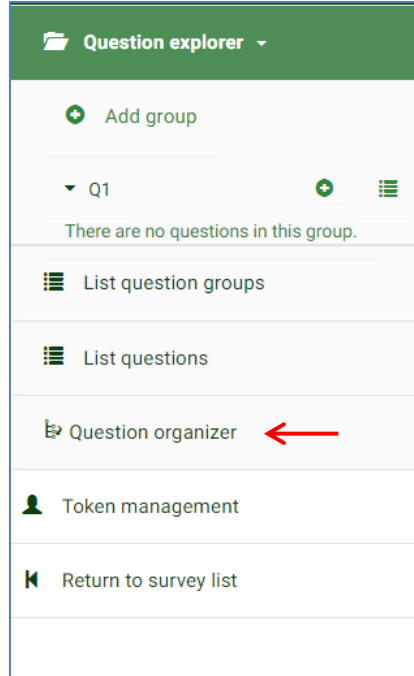 Question explorer
Add group
Q1
There are no questions in this group.
List question groups
List questions
Question organizer
Token management
Return to survey list